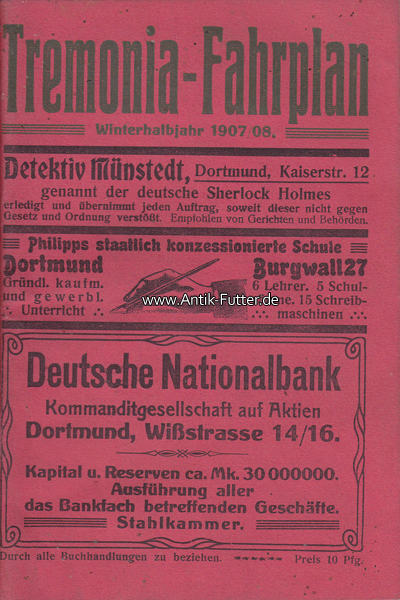 Tremonia-Fahrplan
Winterhalbjahr 1907/08.
Detektiv Münstedt, Dortmund, Kaiserstr. 12
genannt der deutsche Sherlock Holmes
erledigt und übernimmt jeden Auftrag, soweit dieser nicht gegen
Gesetz und Ordnung verstößt. Empfohlen von Gerichten und Behörden.
Philipps staatlich konzessionierte Schule
Dortmund Burgwall 27
Gründl. kaufm. 6 Lehrer. 5 Schul-
und gewerbl. 15 Schreib-
Unterricht maschinen
www.Antik-Futter.de
Deutsche Nationalbank
Kommanditgesellschaft auf Aktien
Dortmund, Wißstrasse 14/16.
Kapital u. Reserven ca. Mk. 30 000000.
Ausführung aller
das Bankfach betreffenden Geschäfte.
Stahlkammer.
Durch alle Buchhandlungen zu beziehen. Preis 10 Pfg.